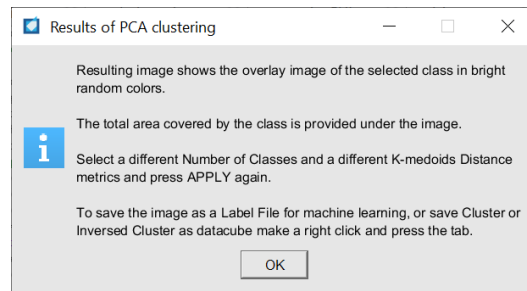 Results of PCA clustering
Resulting image shows the overlay image of the selected class in bright
random colors.
The total area covered by the class is provided under the image.
Select a different Number of Classes and a different K-medoids Distance
metrics and press APPLY again.
To save the image as a Label File for machine learning, or save Cluster or
Inversed Cluster as datacube make a right click and press the tab.
OK